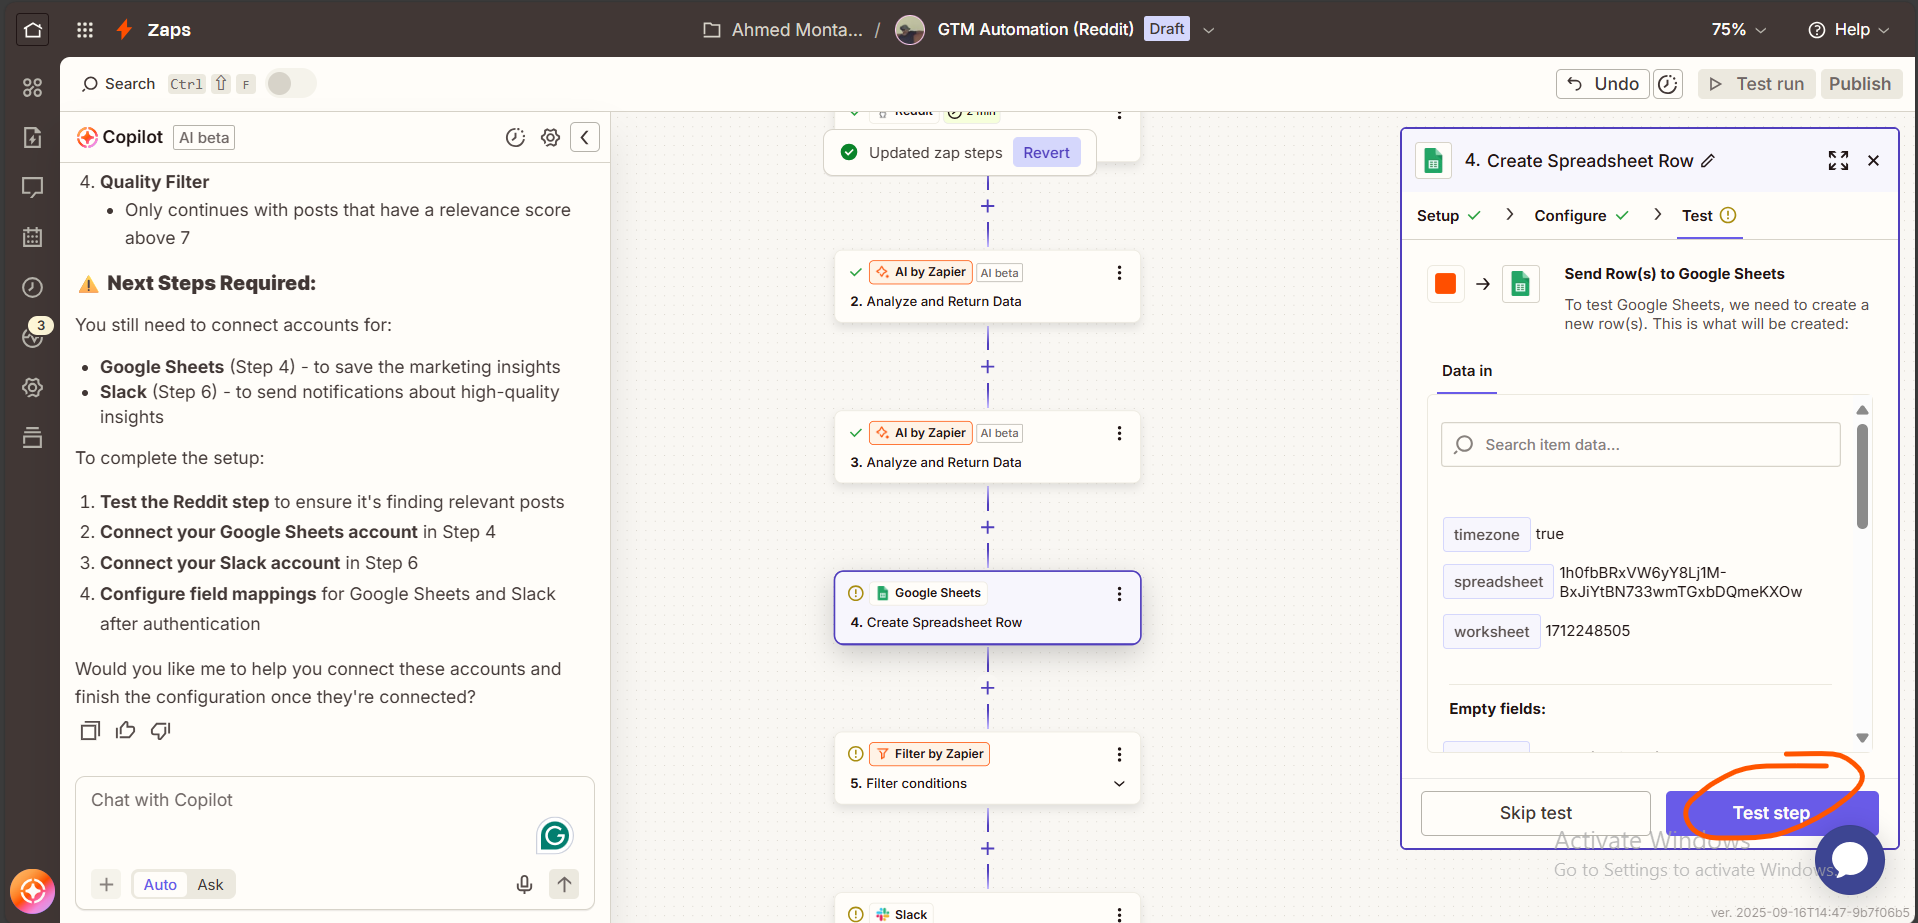 Zaps
Ahmed Monta... / GTM Automation (Reddit) Draft
75%
Help
Search Ctrl ⇧ F
Undo
Test run
Publish
3
Copilot AI beta
4. Quality Filter
• Only continues with posts that have a relevance score
above 7
⚠ Next Steps Required:
You still need to connect accounts for:
• Google Sheets (Step 4) - to save the marketing insights
• Slack (Step 6) - to send notifications about high-quality
insights
To complete the setup:
1. Test the Reddit step to ensure it's finding relevant posts
2. Connect your Google Sheets account in Step 4
3. Connect your Slack account in Step 6
4. Configure field mappings for Google Sheets and Slack
after authentication
Would you like me to help you connect these accounts and
finish the configuration once they're connected?
Chat with Copilot
Auto Ask
Reddit 2 min
Updated zap steps Revert
AI by Zapier AI beta
2. Analyze and Return Data
AI by Zapier AI beta
3. Analyze and Return Data
Google Sheets
4. Create Spreadsheet Row
Filter by Zapier
5. Filter conditions
Slack
4. Create Spreadsheet Row
Setup Configure Test
Send Row(s) to Google Sheets
To test Google Sheets, we need to create a
new row(s). This is what will be created:
Data in
Search item data...
timezone true
spreadsheet 1h0fbBRxVW6yY8Lj1M-
BxJiYtBN733wmTGxbDQmeKXOw
worksheet 1712248505
Empty fields:
Skip test
Test step
Activate Windows
Go to Settings to activate Windows
ver. 2025-09-16T14:47-9b7f06b5